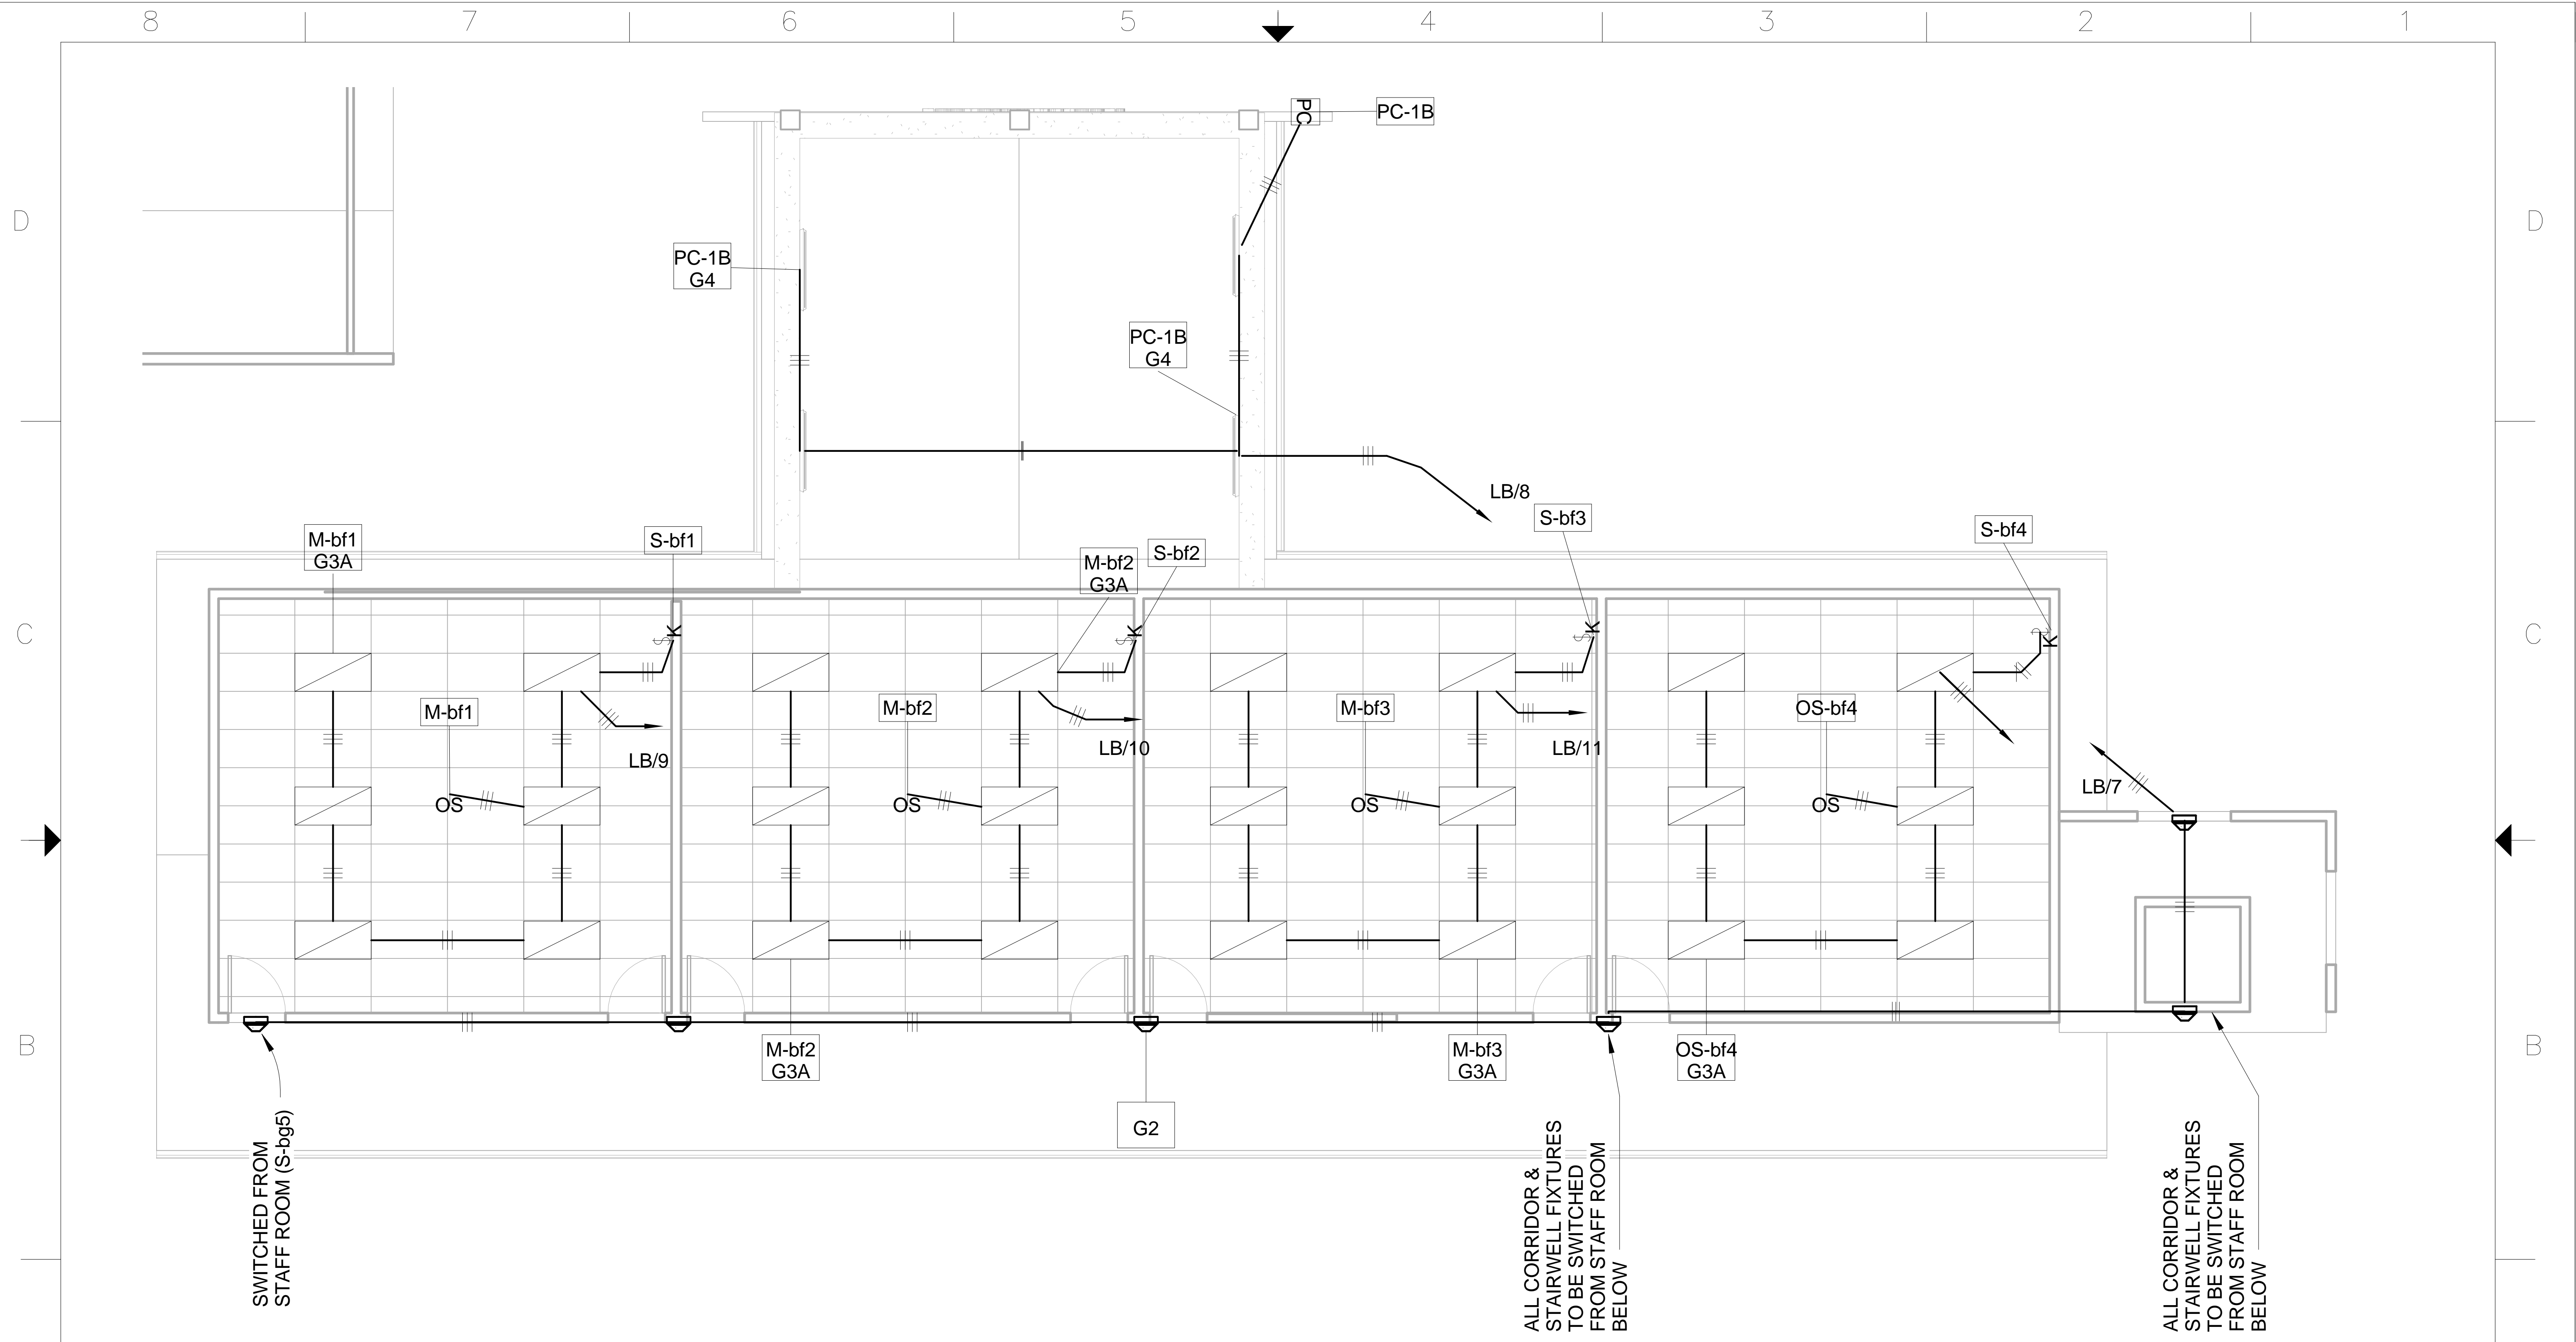 8 7 6 5 4 3 2 1
D
D
PC
PC-1B
PC-1B
G4
PC-1B
G4
LB/8
M-bf1
G3A
S-bf1
M-bf2
G3A
S-bf2
S-bf3
S-bf4
C
C
$K
$K
$K
$K
M-bf1
M-bf2
M-bf3
OS-bf4
LB/9
LB/10
LB/11
LB/7
OS
OS
OS
OS
B
B
M-bf2
G3A
M-bf3
G3A
OS-bf4
G3A
G2
SWITCHED FROM
STAFF ROOM (S-bg5)
ALL CORRIDOR &
STAIRWELL FIXTURES
TO BE SWITCHED
FROM STAFF ROOM
BELOW
ALL CORRIDOR &
STAIRWELL FIXTURES
TO BE SWITCHED
FROM STAFF ROOM
BELOW